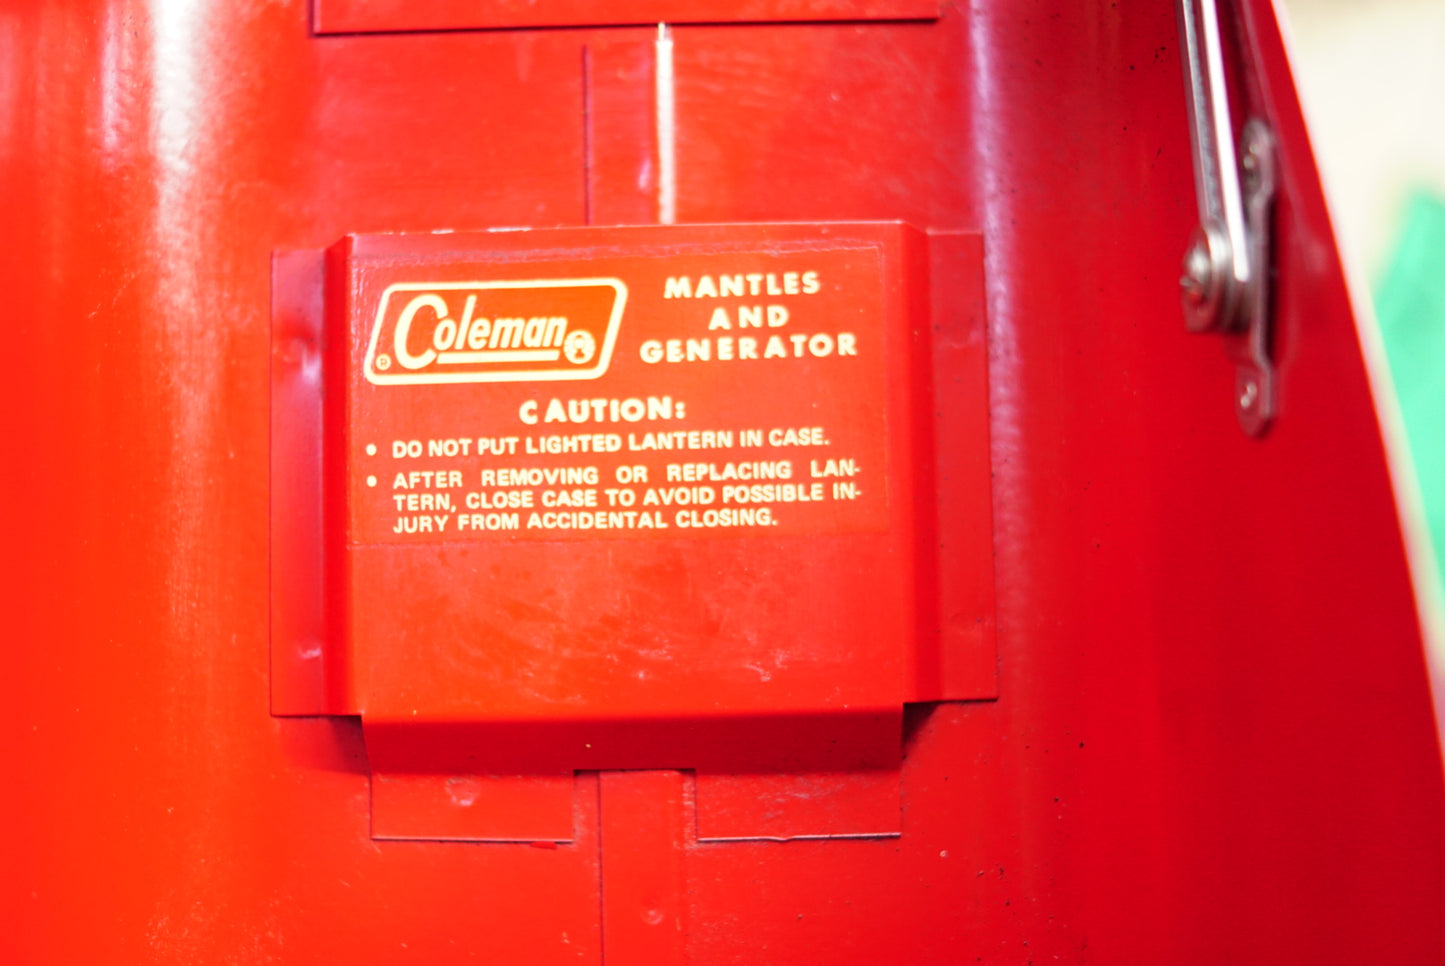 Coleman ®
MANTLES
AND
GENERATOR
CAUTION:
• DO NOT PUT LIGHTED LANTERN IN CASE.
• AFTER REMOVING OR REPLACING LAN-
TERN, CLOSE CASE TO AVOID POSSIBLE IN-
JURY FROM ACCIDENTAL CLOSING.